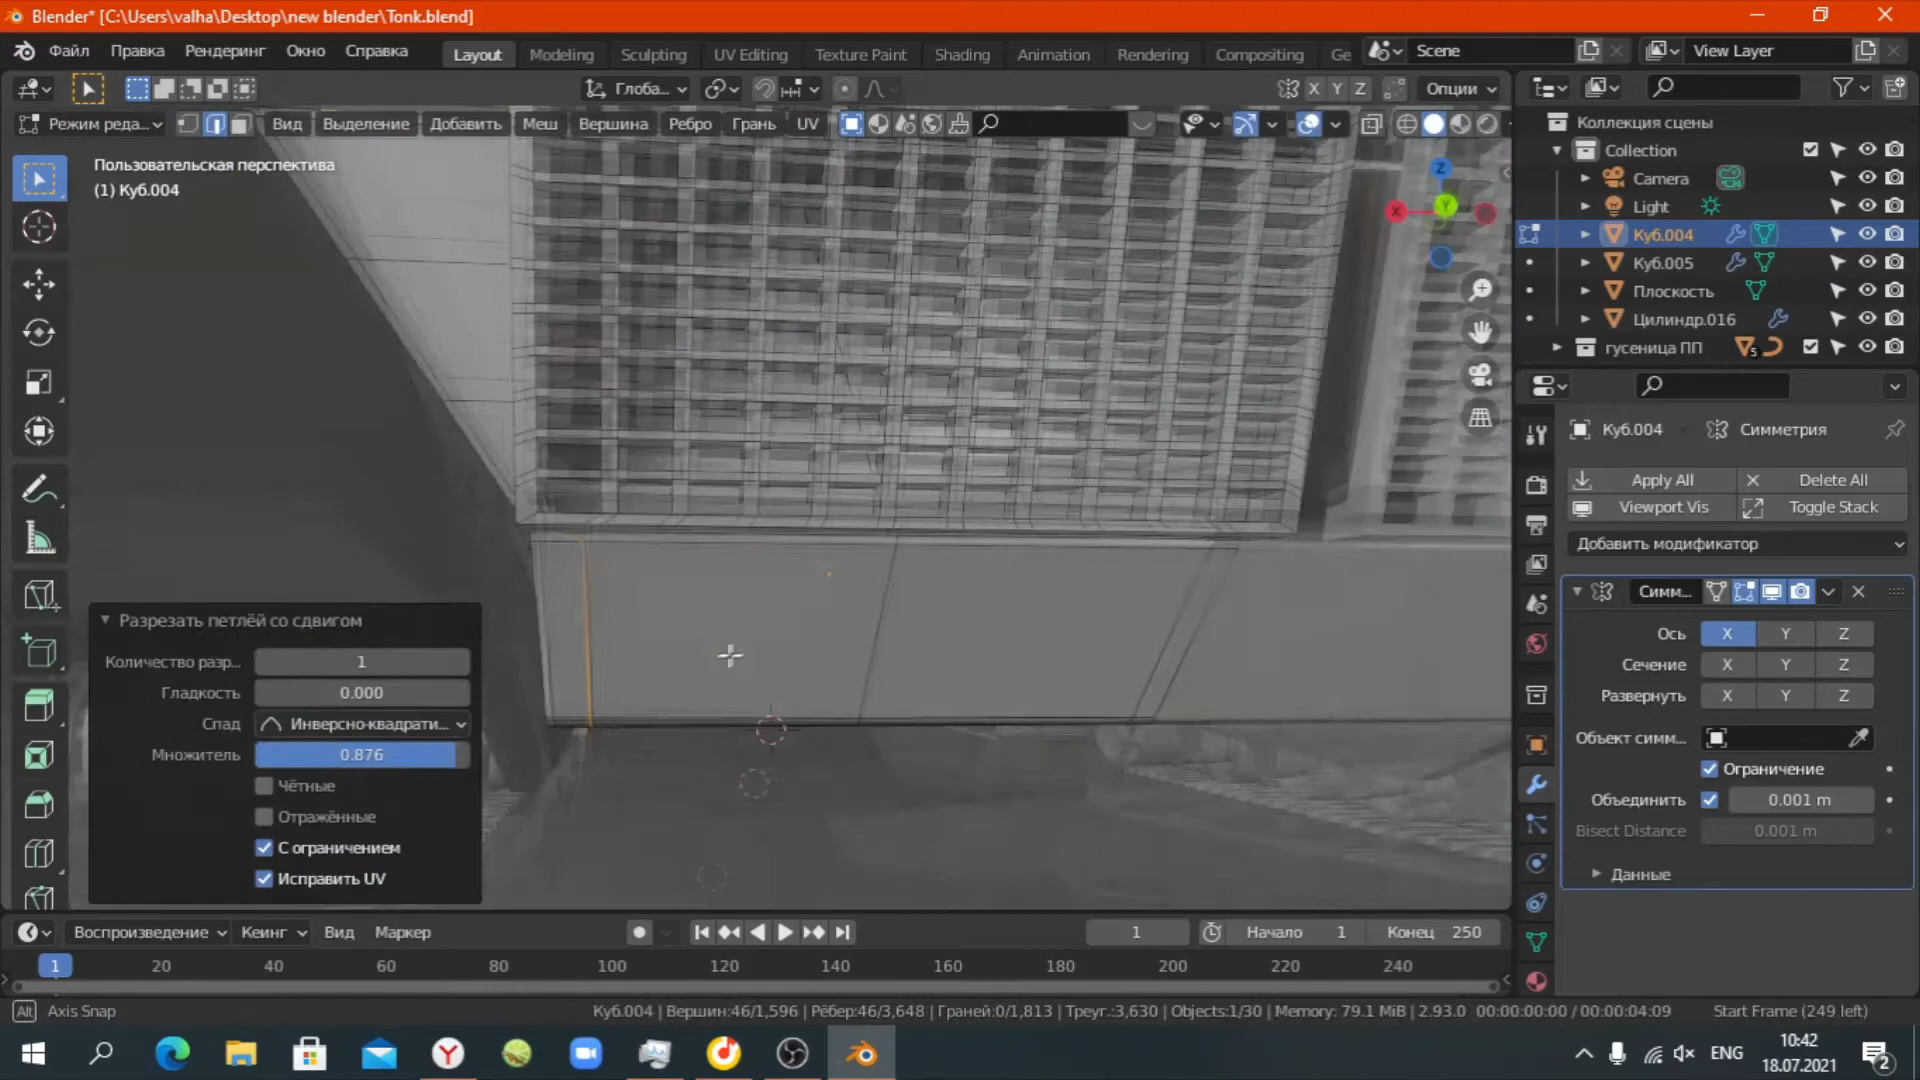 Blender* [C:\Users\valha\Desktop\new blender\Tonk.blend]
Файл Правка Рендеринг Окно Справка Layout Modeling Sculpting UV Editing Texture Paint Shading Animation Rendering Compositing Ge Scene View Layer
Глоба... X Y Z Опции
Режим реда... Вид Выделение Добавить Меш Вершина Ребро Грань UV
Пользовательская перспектива
(1) Куб.004
Z
Y
X
Коллекция сцены
Collection
Camera
Light
Куб.004
Куб.005
Плоскость
Цилиндр.016
гусеница ПП 5
Куб.004 Симметрия
Apply All Delete All
Viewport Vis Toggle Stack
Добавить модификатор
Симм...
Ось X Y Z
Сечение X Y Z
Развернуть X Y Z
Объект симм...
Ограничение
Объединить 0.001 m
Bisect Distance 0.001 m
Данные
Разрезать петлёй со сдвигом
Количество разр... 1
Гладкость 0.000
Спад Инверсно-квадрати...
Множитель 0.876
Чётные
Отражённые
С ограничением
Исправить UV
Воспроизведение Кеинг Вид Маркер 1 Начало 1 Конец 250
1 20 40 60 80 100 120 140 160 180 200 220 240
Alt Axis Snap Куб.004 | Вершин:46/1,596 | Рёбер:46/3,648 | Граней:0/1,813 | Треуг.:3,630 | Objects:1/30 | Memory: 79.1 MiB | 2.93.0 00:00:00:00 / 00:00:04:09 Start Frame (249 left)
ENG 10:42
18.07.2021 2